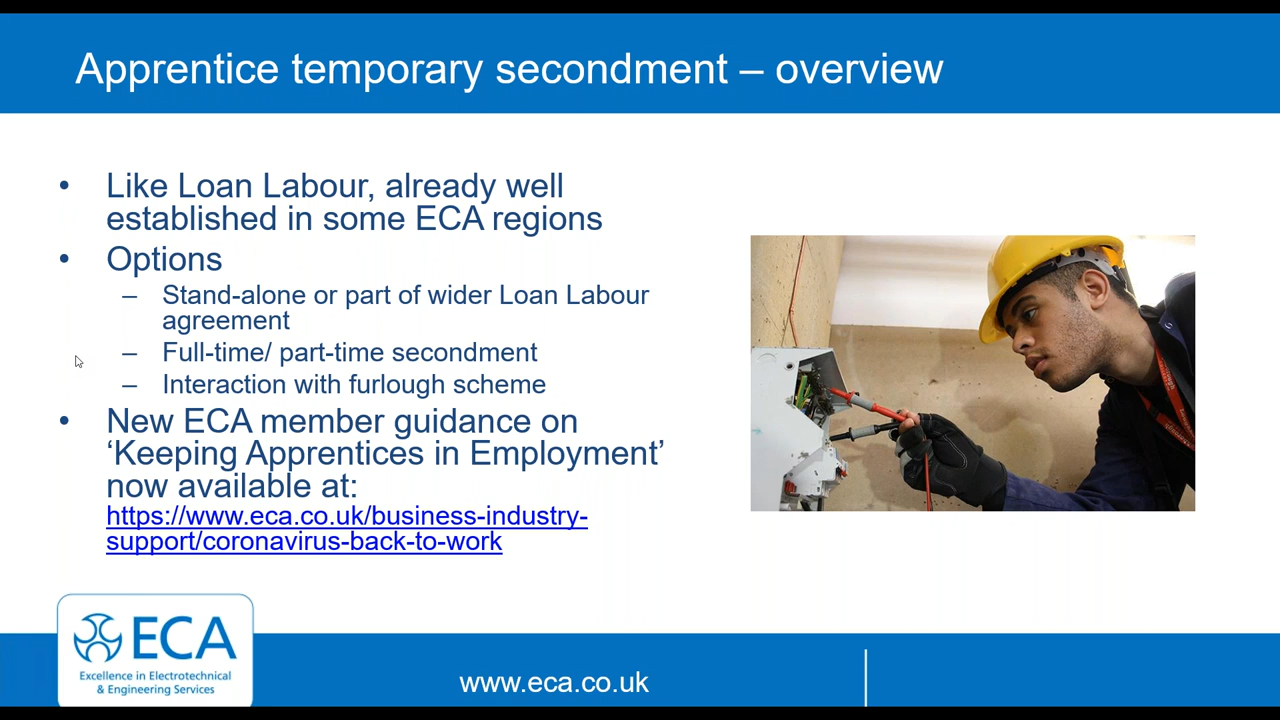 Apprentice temporary secondment – overview
• Like Loan Labour, already well
established in some ECA regions
• Options
– Stand-alone or part of wider Loan Labour
agreement
– Full-time/ part-time secondment
– Interaction with furlough scheme
• New ECA member guidance on
‘Keeping Apprentices in Employment’
now available at:
https://www.eca.co.uk/business-industry-
support/coronavirus-back-to-work
ECA
Excellence in Electrotechnical
& Engineering Services
www.eca.co.uk